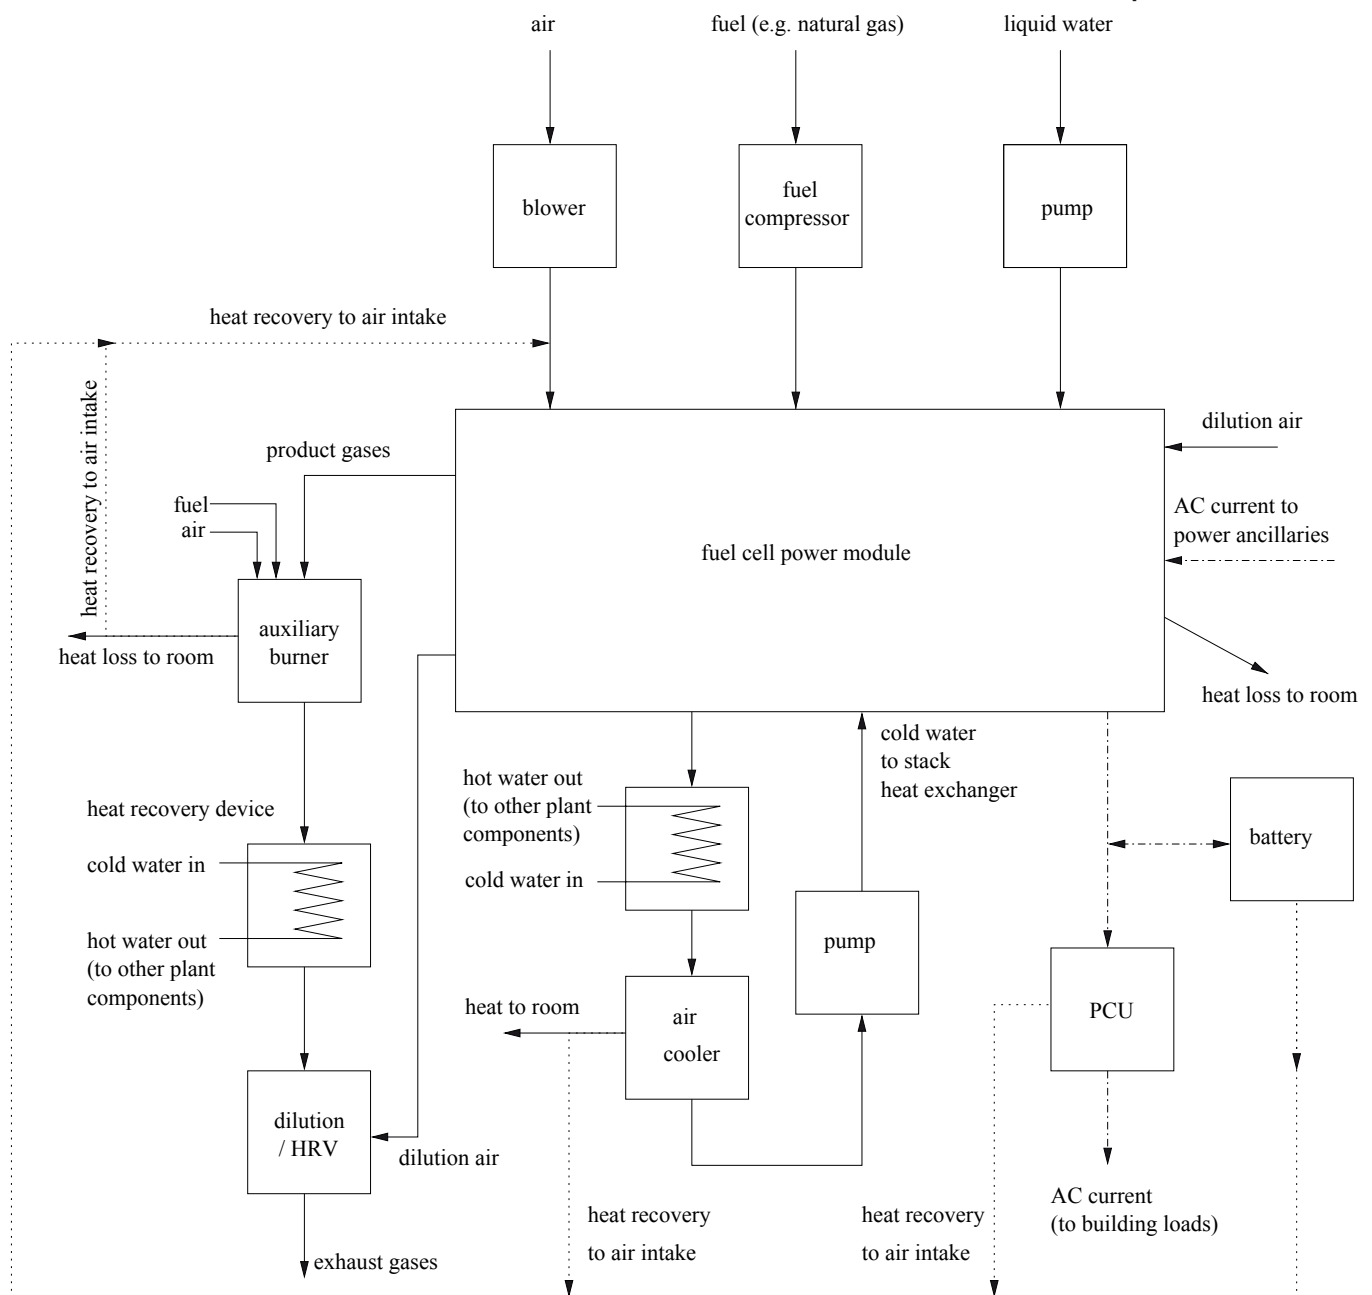 air
fuel (e.g. natural gas)
liquid water
blower
fuel
compressor
pump
heat recovery to air intake
heat recovery to air intake
product gases
fuel
air
dilution air
AC current to
power ancillaries
fuel cell power module
auxiliary
burner
heat loss to room
heat loss to room
cold water
to stack
heat exchanger
hot water out
(to other plant
components)
cold water in
heat recovery device
cold water in
hot water out
(to other plant
components)
battery
pump
PCU
heat to room
air
cooler
dilution
/ HRV
dilution air
AC current
(to building loads)
heat recovery
to air intake
heat recovery
to air intake
exhaust gases